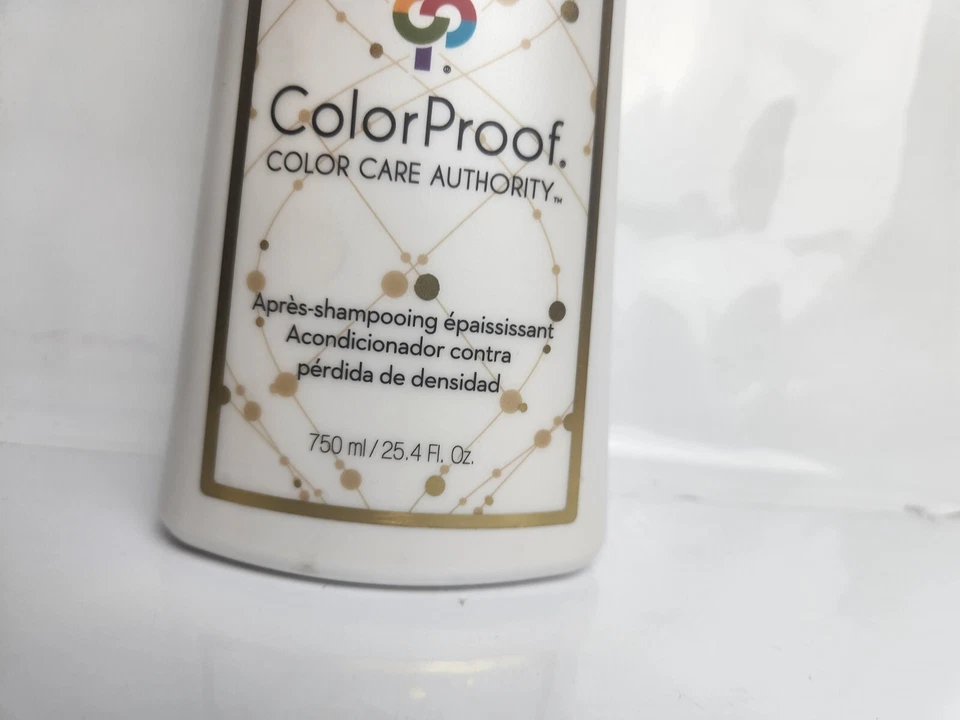 ColorProof.
COLOR CARE AUTHORITY™
Après-shampooing épaississant
Acondicionador contra
pérdida de densidad
750 ml / 25.4 Fl. Oz.